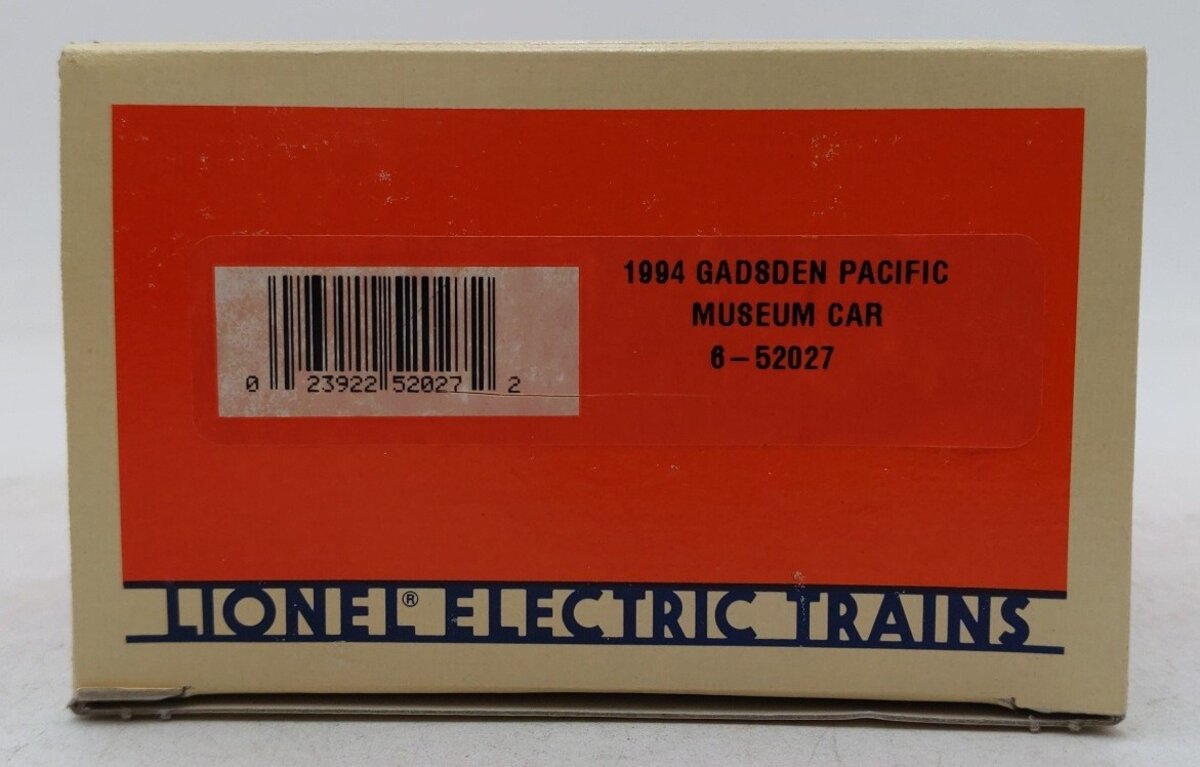 1994 GADSDEN PACIFIC
MUSEUM CAR
6-52027
0 23922 52027 2
LIONEL® ELECTRIC TRAINS